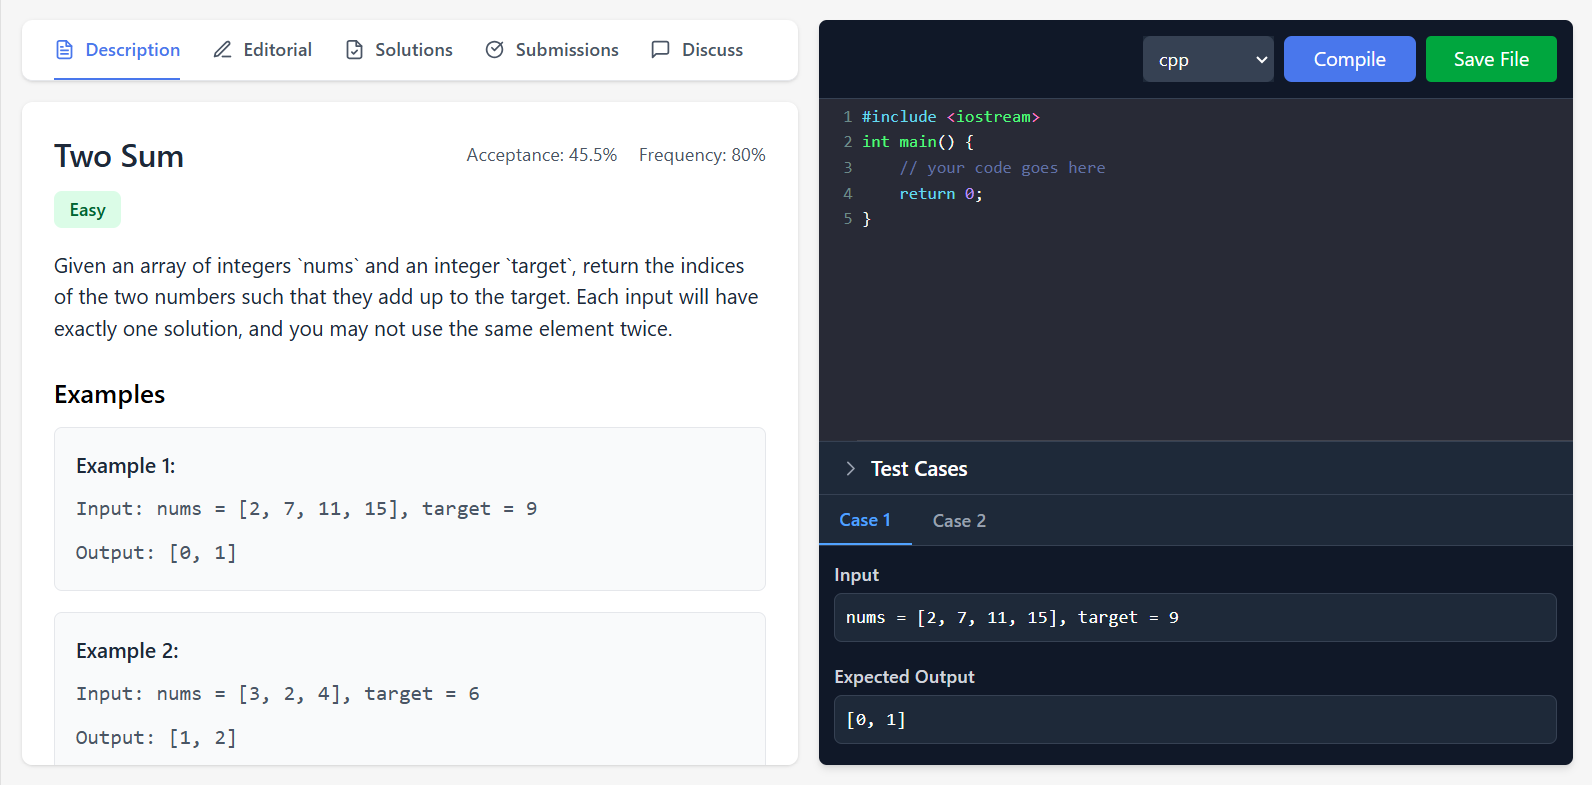 Description Editorial Solutions Submissions Discuss
Two Sum
Acceptance: 45.5% Frequency: 80%
Easy
Given an array of integers `nums` and an integer `target`, return the indices
of the two numbers such that they add up to the target. Each input will have
exactly one solution, and you may not use the same element twice.
Examples
Example 1:
Input: nums = [2, 7, 11, 15], target = 9
Output: [0, 1]
Example 2:
Input: nums = [3, 2, 4], target = 6
Output: [1, 2]
cpp Compile Save File
1 #include <iostream>
2 int main() {
3     // your code goes here
4     return 0;
5 }
Test Cases
Case 1 Case 2
Input
nums = [2, 7, 11, 15], target = 9
Expected Output
[0, 1]